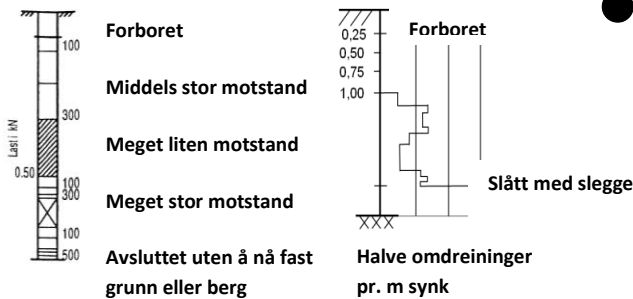 Forboret
100
Middels stor motstand
300
Last i kN
Meget liten motstand
0.50
100
300
Meget stor motstand
100
500
Avsluttet uten å nå fast
grunn eller berg
Forboret
0,25
0,50
0,75
1,00
Slått med slegge
Halve omdreininger
pr. m synk